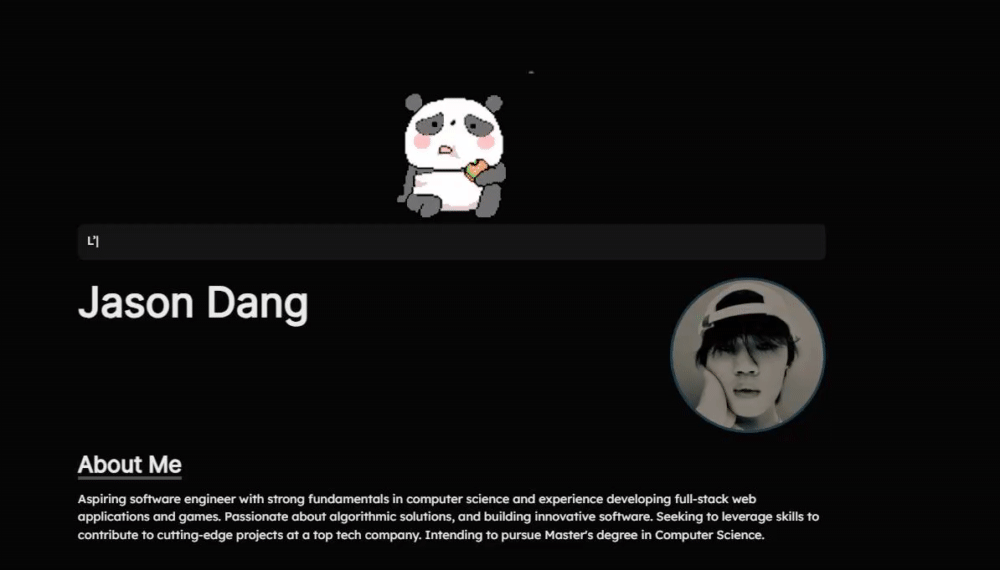 L'|
Jason Dang
About Me
Aspiring software engineer with strong fundamentals in computer science and experience developing full-stack web
applications and games. Passionate about algorithmic solutions, and building innovative software. Seeking to leverage skills to
contribute to cutting-edge projects at a top tech company. Intending to pursue Master's degree in Computer Science.